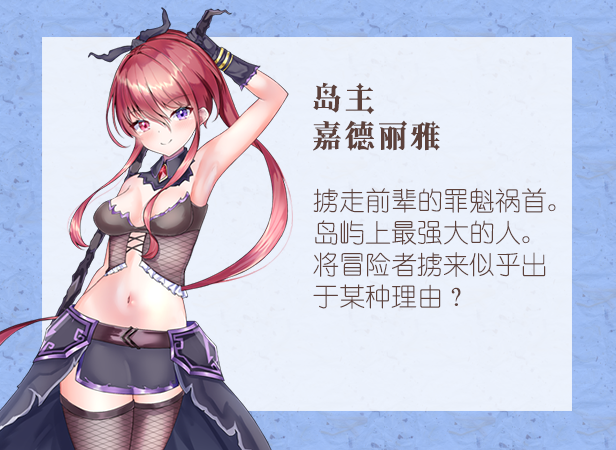 岛主
嘉德丽雅
掳走前辈的罪魁祸首。
岛屿上最强大的人。
将冒险者掳来似乎出
于某种理由?